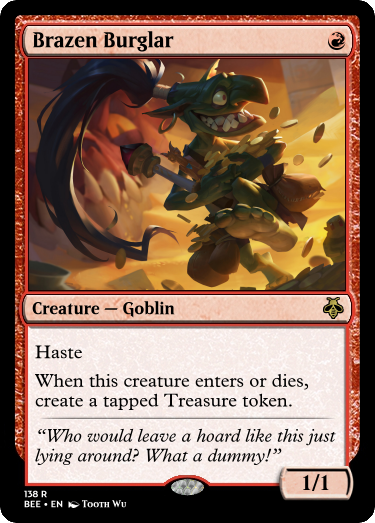 Brazen Burglar
Creature — Goblin
Haste
When this creature enters or dies,
create a tapped Treasure token.
“Who would leave a hoard like this just
lying around? What a dummy!”
1/1
138 R
BEE • EN Tooth Wu